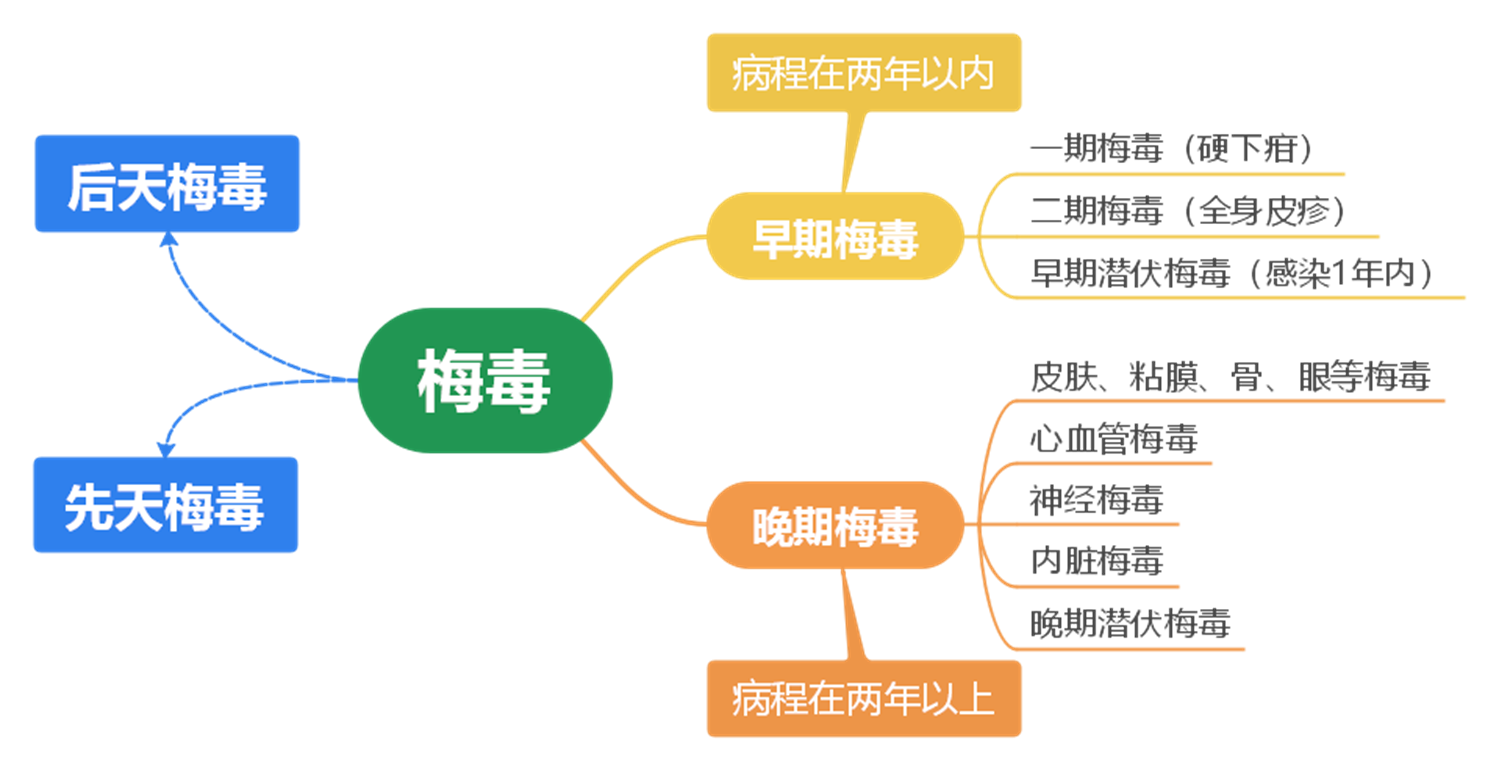 后天梅毒
先天梅毒
梅毒
病程在两年以内
早期梅毒
一期梅毒（硬下疳）
二期梅毒（全身皮疹）
早期潜伏梅毒（感染1年内）
晚期梅毒
病程在两年以上
皮肤、粘膜、骨、眼等梅毒
心血管梅毒
神经梅毒
内脏梅毒
晚期潜伏梅毒